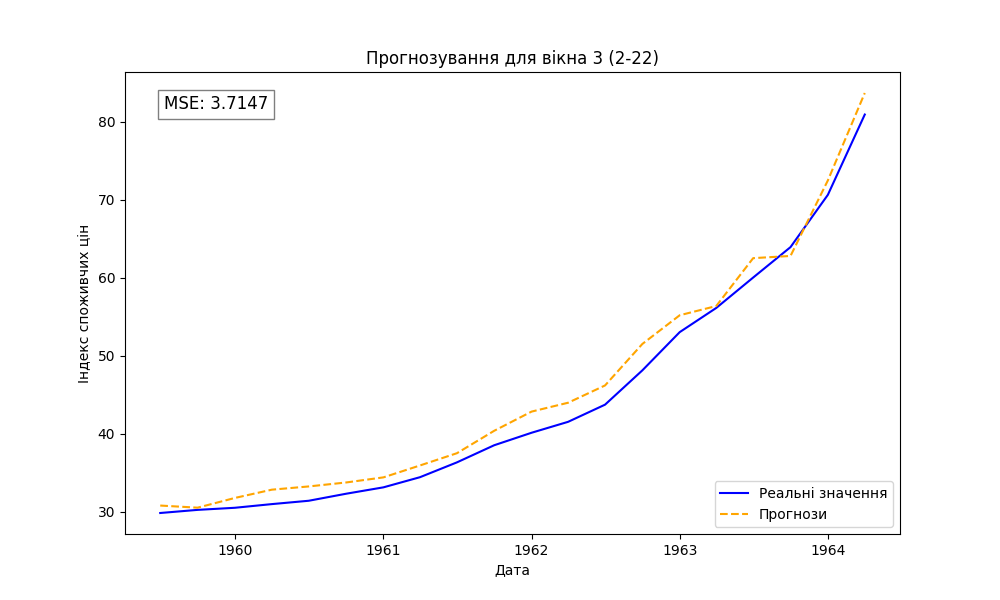 Прогнозування для вікна 3 (2-22)
MSE: 3.7147
80
70
60
50
40
30
Індекс споживчих цін
Реальні значення
Прогнози
1960 1961 1962 1963 1964
Дата